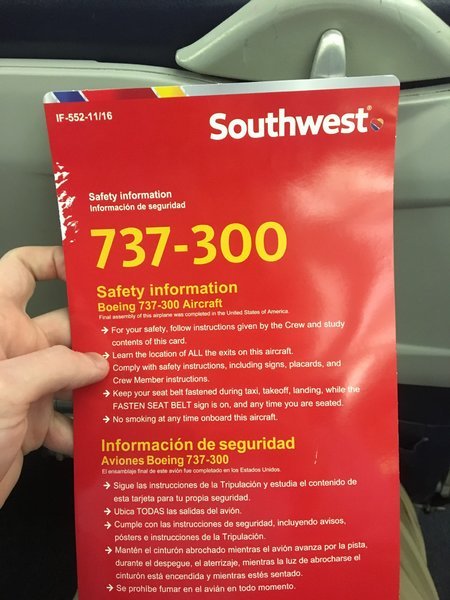 IF-552-11/16
Southwest®
Safety information
Información de seguridad
737-300
Safety information
Boeing 737-300 Aircraft
Final assembly of this airplane was completed in the United States of America.
→ For your safety, follow instructions given by the Crew and study
contents of this card.
→ Learn the location of ALL the exits on this aircraft.
Comply with safety instructions, including signs, placards, and
Crew Member instructions.
→ Keep your seat belt fastened during taxi, takeoff, landing, while the
FASTEN SEAT BELT sign is on, and any time you are seated.
→ No smoking at any time onboard this aircraft.
Información de seguridad
Aviones Boeing 737-300
El ensamblaje final de este avión fue completado en los Estados Unidos.
→ Sigue las instrucciones de la Tripulación y estudia el contenido de
esta tarjeta para tu propia seguridad.
→ Ubica TODAS las salidas del avión.
→ Cumple con las instrucciones de seguridad, incluyendo avisos,
pósters e instrucciones de la Tripulación.
→ Mantén el cinturón abrochado mientras el avión avanza por la pista,
durante el despegue, el aterrizaje, mientras la luz de abrocharse el
cinturón está encendida y mientras estés sentado.
→ Se prohíbe fumar en el avión en todo momento.